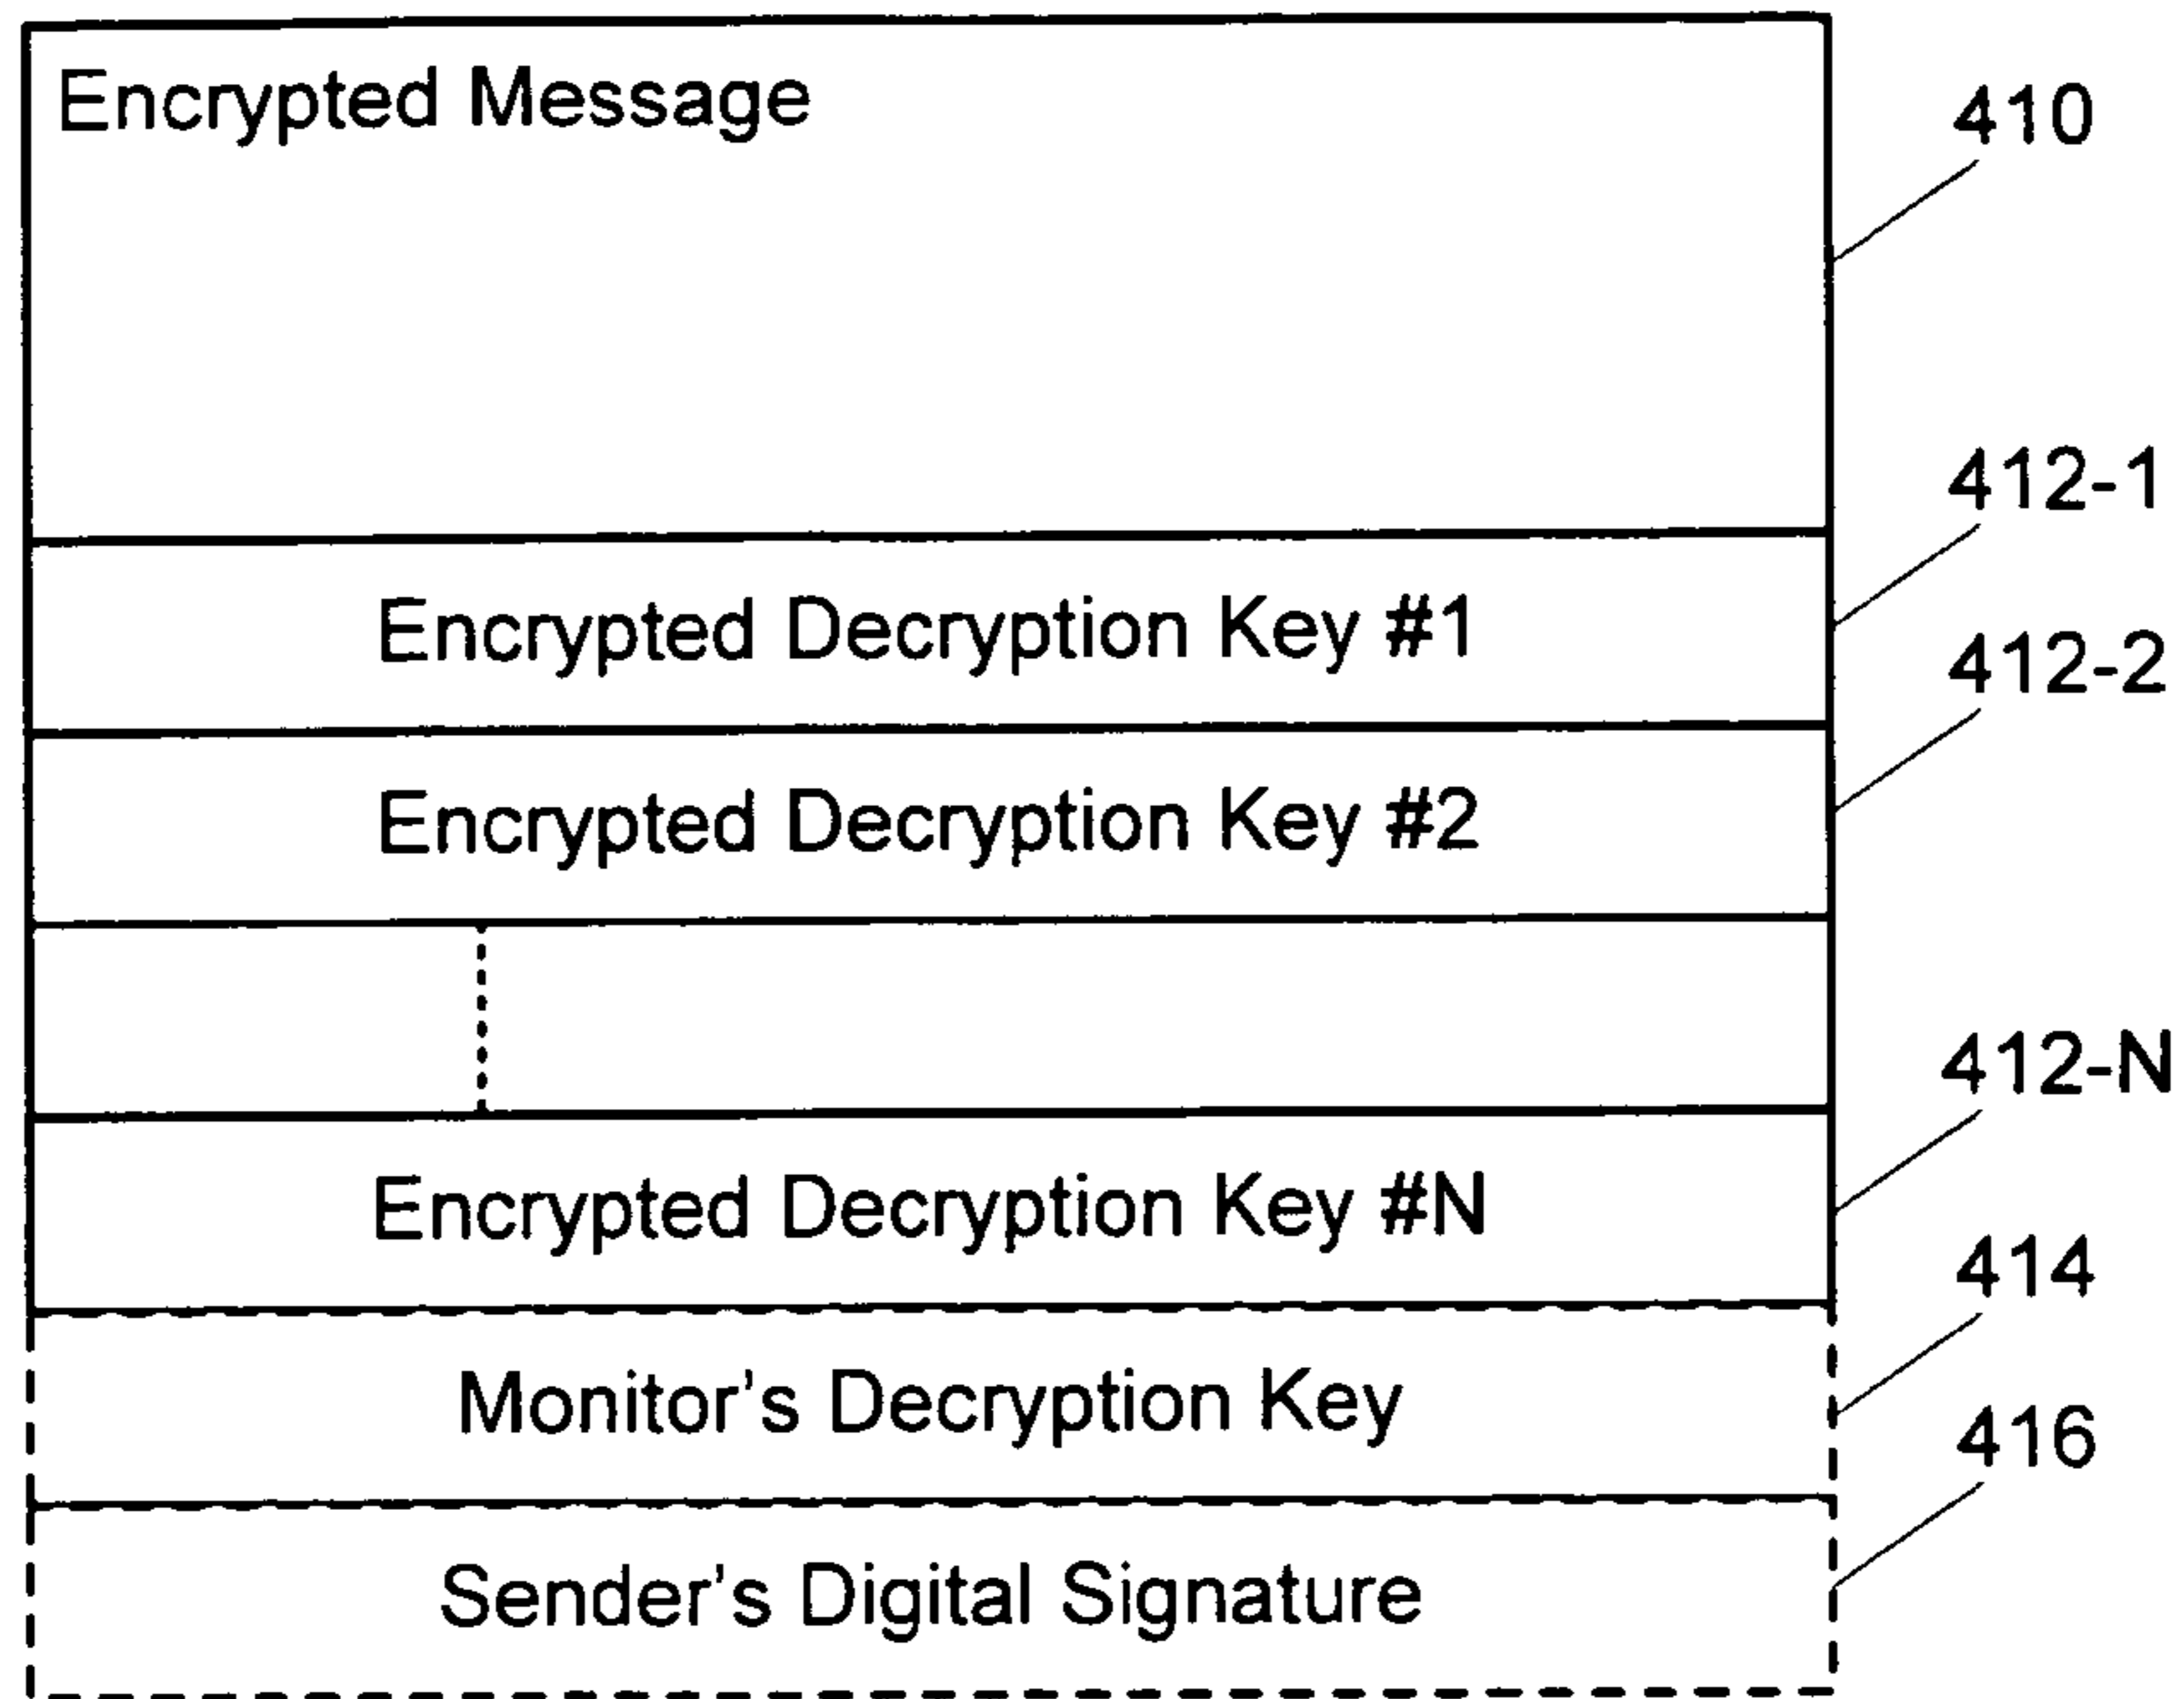 Encrypted Message
410
412-1
Encrypted Decryption Key #1
412-2
Encrypted Decryption Key #2
412-N
Encrypted Decryption Key #N
414
Monitor's Decryption Key
416
Sender's Digital Signature